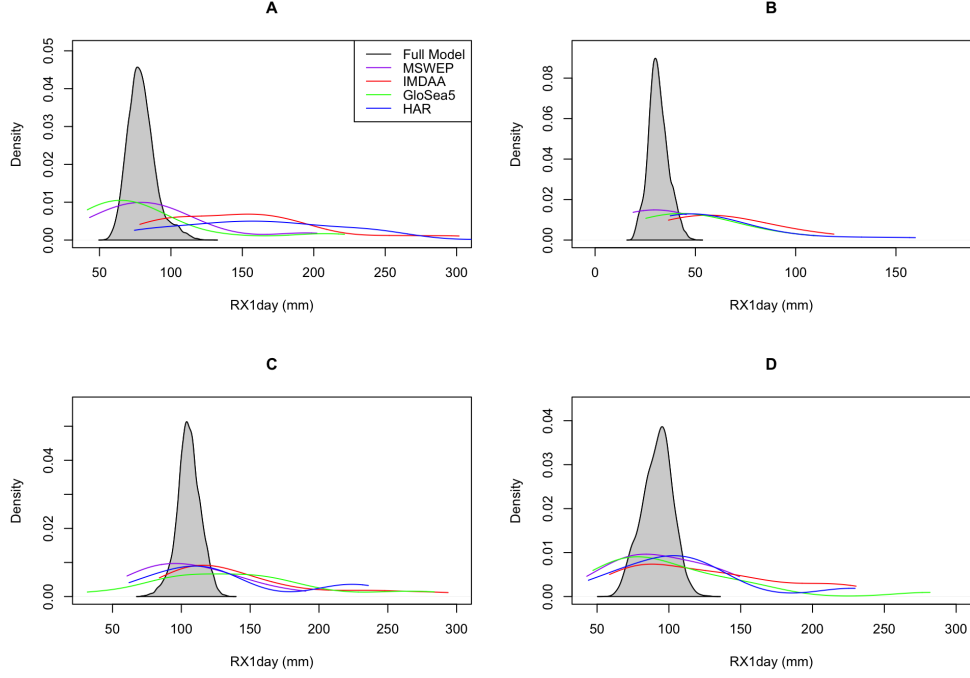 A
Density
0.00 0.01 0.02 0.03 0.04 0.05
50 100 150 200 250 300
RX1day (mm)
Full Model
MSWEP
IMDAA
GloSea5
HAR
B
Density
0.00 0.02 0.04 0.06 0.08
0 50 100 150
RX1day (mm)
C
Density
0.00 0.02 0.04
50 100 150 200 250 300
RX1day (mm)
D
Density
0.00 0.01 0.02 0.03 0.04
50 100 150 200 250 300
RX1day (mm)